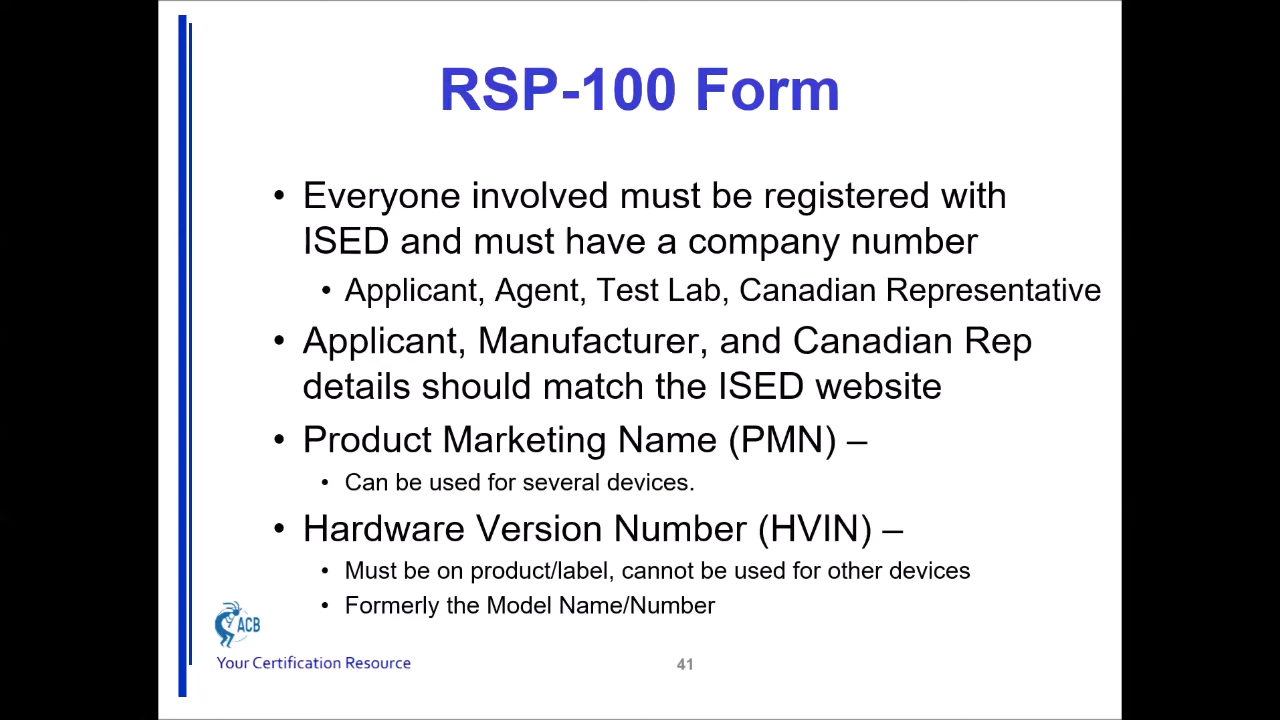 RSP-100 Form
• Everyone involved must be registered with
ISED and must have a company number
• Applicant, Agent, Test Lab, Canadian Representative
• Applicant, Manufacturer, and Canadian Rep
details should match the ISED website
• Product Marketing Name (PMN) –
• Can be used for several devices.
• Hardware Version Number (HVIN) –
• Must be on product/label, cannot be used for other devices
• Formerly the Model Name/Number
ACB
Your Certification Resource
41